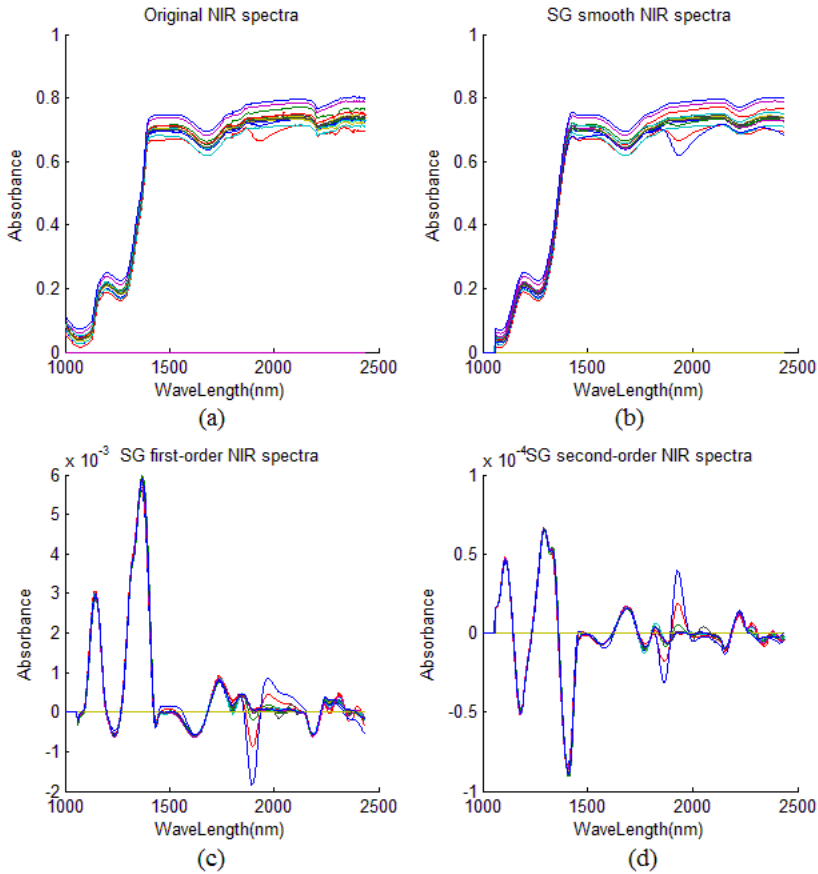 Original NIR spectra
1
0.8
0.6
0.4
0.2
0
Absorbance
1000 1500 2000 2500
WaveLength(nm)
(a)
SG smooth NIR spectra
1
0.8
0.6
0.4
0.2
0
Absorbance
1000 1500 2000 2500
WaveLength(nm)
(b)
x 10⁻³
SG first-order NIR spectra
6
5
4
3
2
1
0
-1
-2
Absorbance
1000 1500 2000 2500
WaveLength(nm)
(c)
x 10⁻⁴
SG second-order NIR spectra
1
0.5
0
-0.5
-1
Absorbance
1000 1500 2000 2500
WaveLength(nm)
(d)